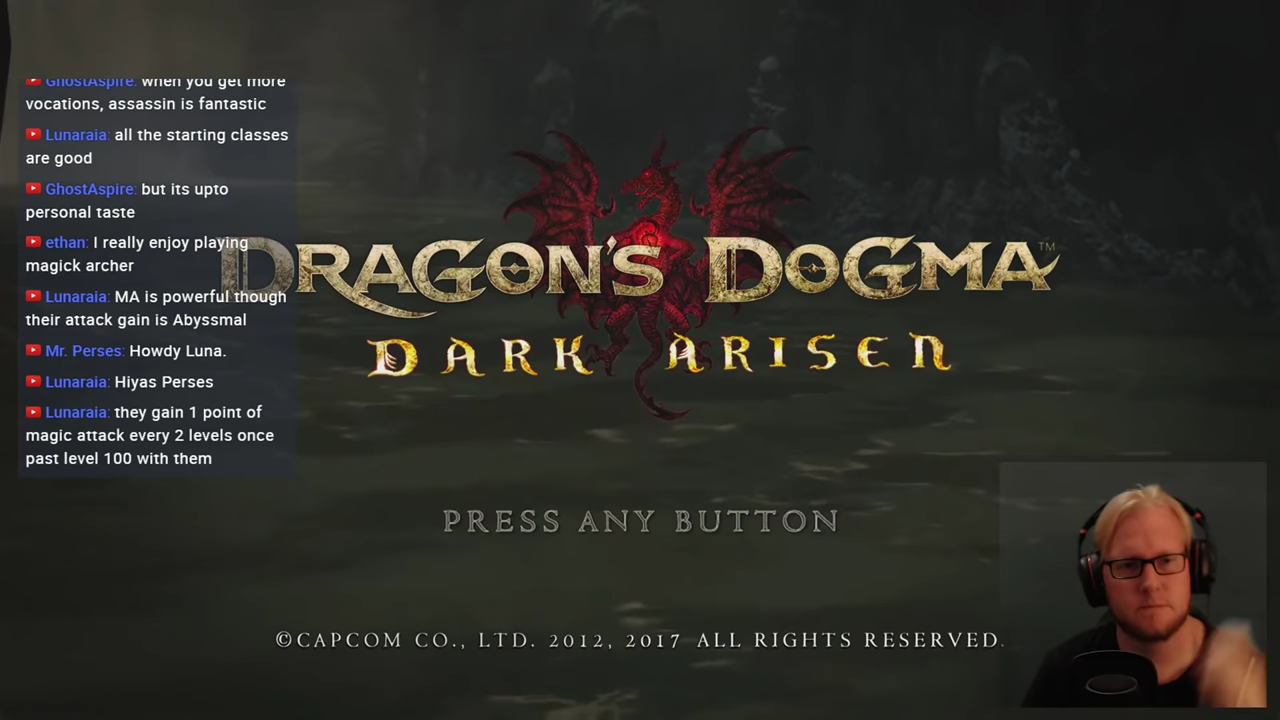 GhostAspire: when you get more
vocations, assassin is fantastic
Lunaraia: all the starting classes
are good
GhostAspire: but its upto
personal taste
ethan: I really enjoy playing
magick archer
Lunaraia: MA is powerful though
their attack gain is Abyssmal
Mr. Perses: Howdy Luna.
Lunaraia: Hiyas Perses
Lunaraia: they gain 1 point of
magic attack every 2 levels once
past level 100 with them
DRAGON'S DOGMA™
DARK ARISEN
PRESS ANY BUTTON
©CAPCOM CO., LTD. 2012, 2017 ALL RIGHTS RESERVED.